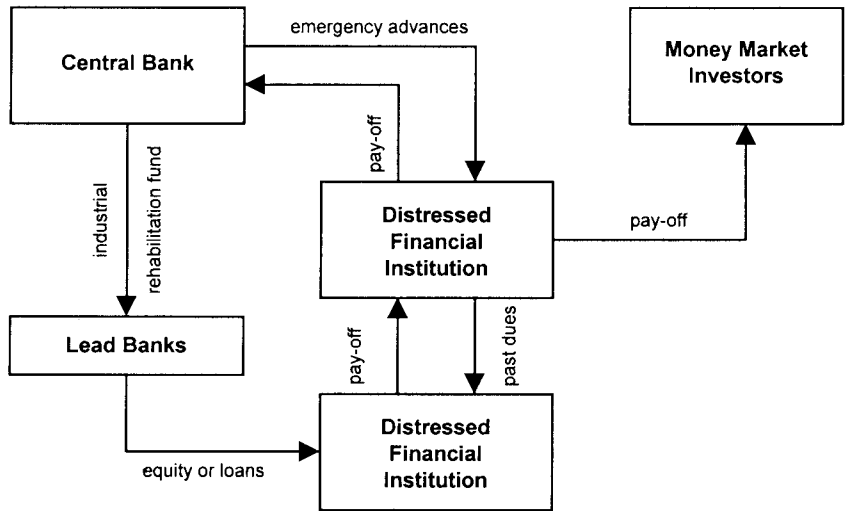 emergency advances
Central Bank
Money Market
Investors
pay-off
industrial
rehabilitation fund
Distressed
Financial
Institution
pay-off
Lead Banks
pay-off
past dues
Distressed
Financial
Institution
equity or loans